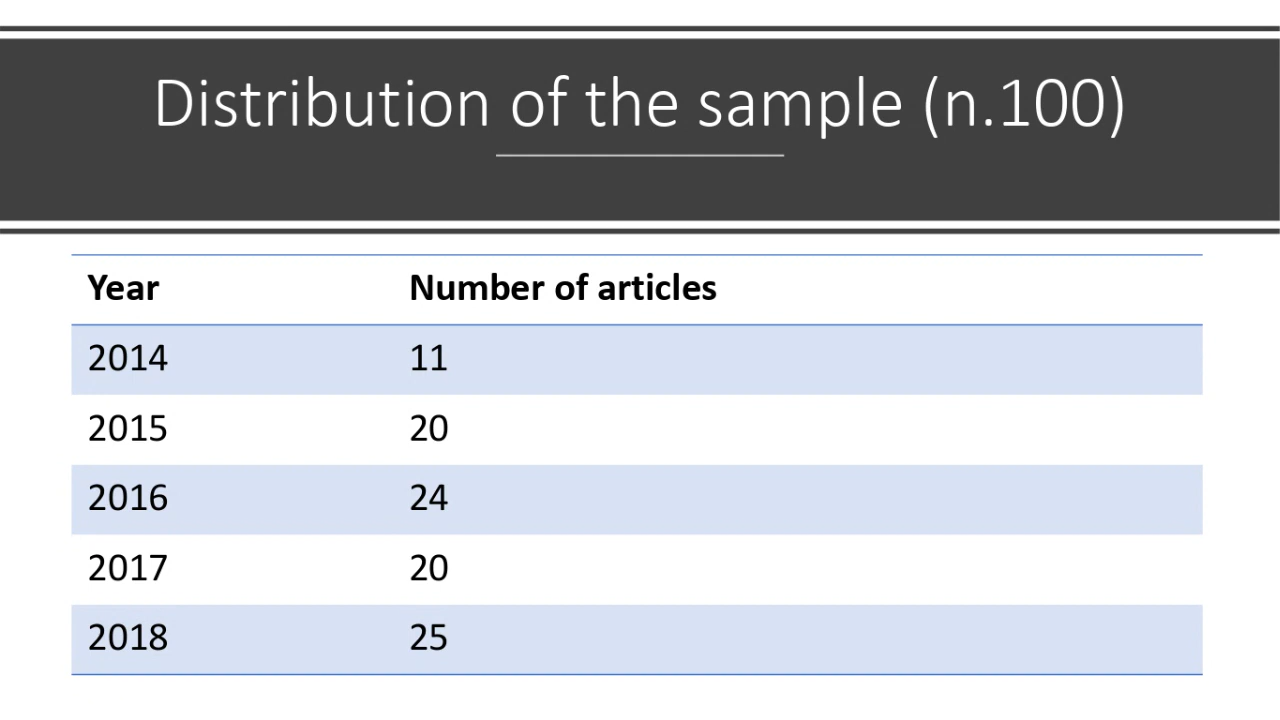 Distribution of the sample (n.100)
Year Number of articles
2014 11
2015 20
2016 24
2017 20
2018 25